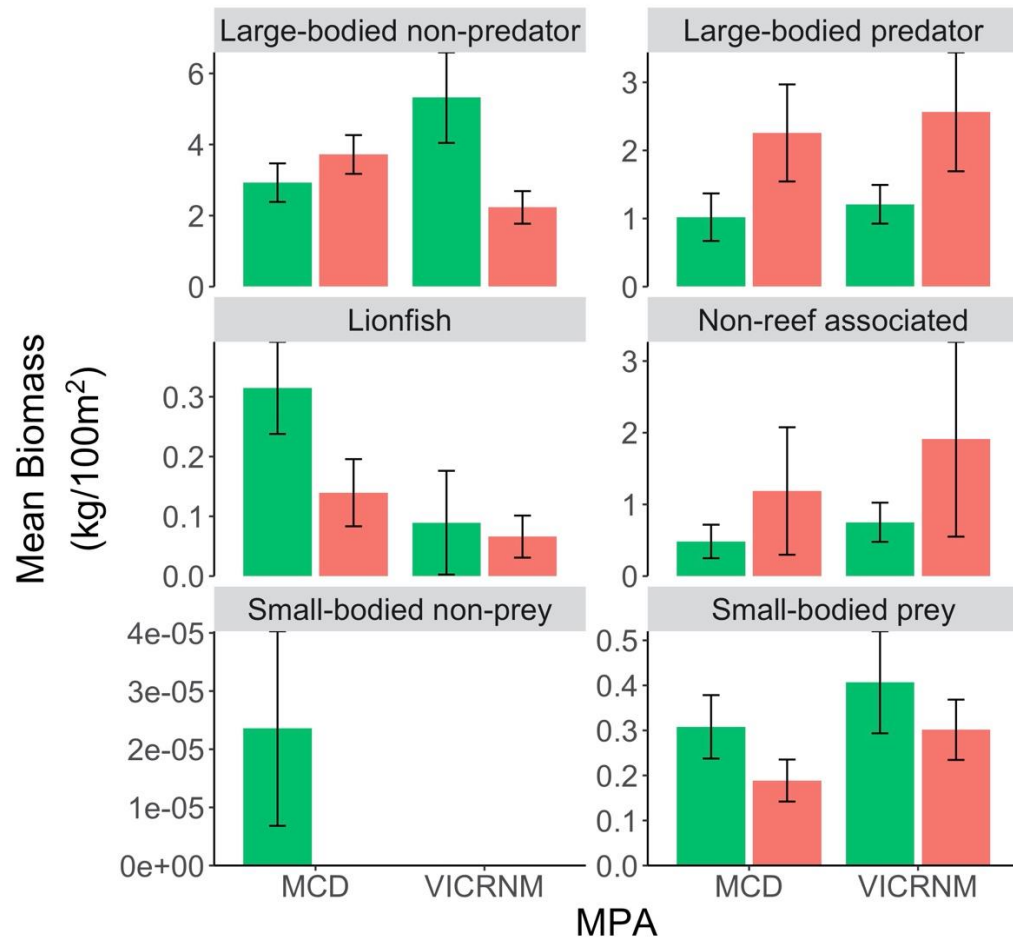 Large-bodied non-predator
Large-bodied predator
6
4
2
0
3
2
1
0
Lionfish
Non-reef associated
0.3
0.2
0.1
0.0
3
2
1
0
Small-bodied non-prey
Small-bodied prey
4e-05
3e-05
2e-05
1e-05
0e+00
0.5
0.4
0.3
0.2
0.1
0.0
MCD VICRNM
MCD VICRNM
MPA
Mean Biomass
(kg/100m²)